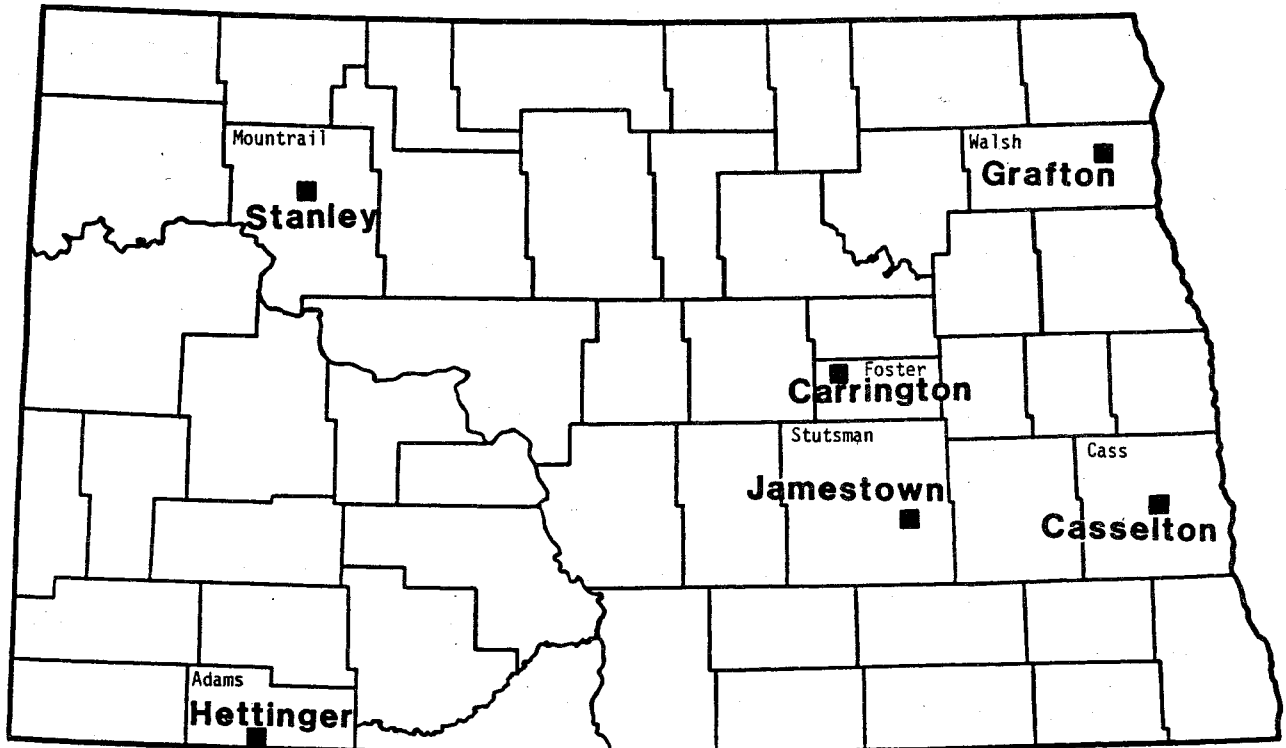 Mountrail
Stanley
Walsh
Grafton
Foster
Carrington
Stutsman
Jamestown
Cass
Casselton
Adams
Hettinger